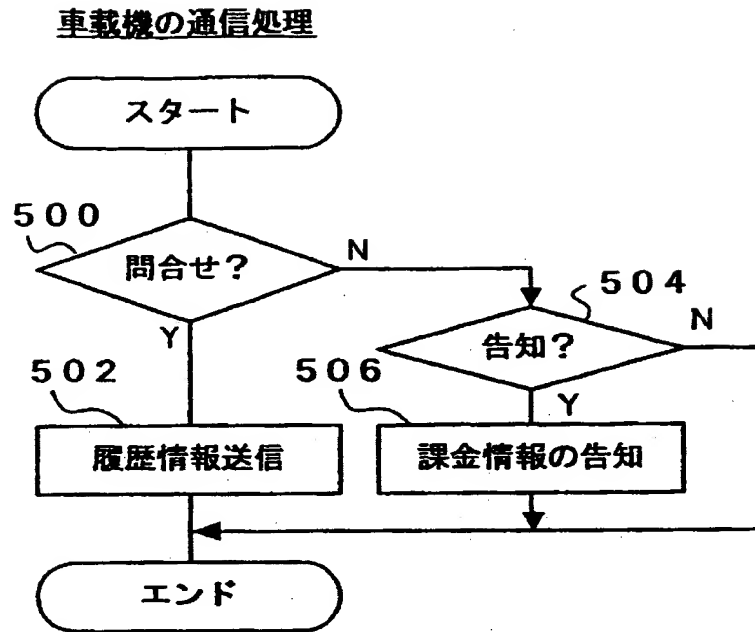 車載機の通信処理
スタート
500
問合せ?
N
Y
504
告知?
N
Y
502
履歴情報送信
506
課金情報の告知
エンド